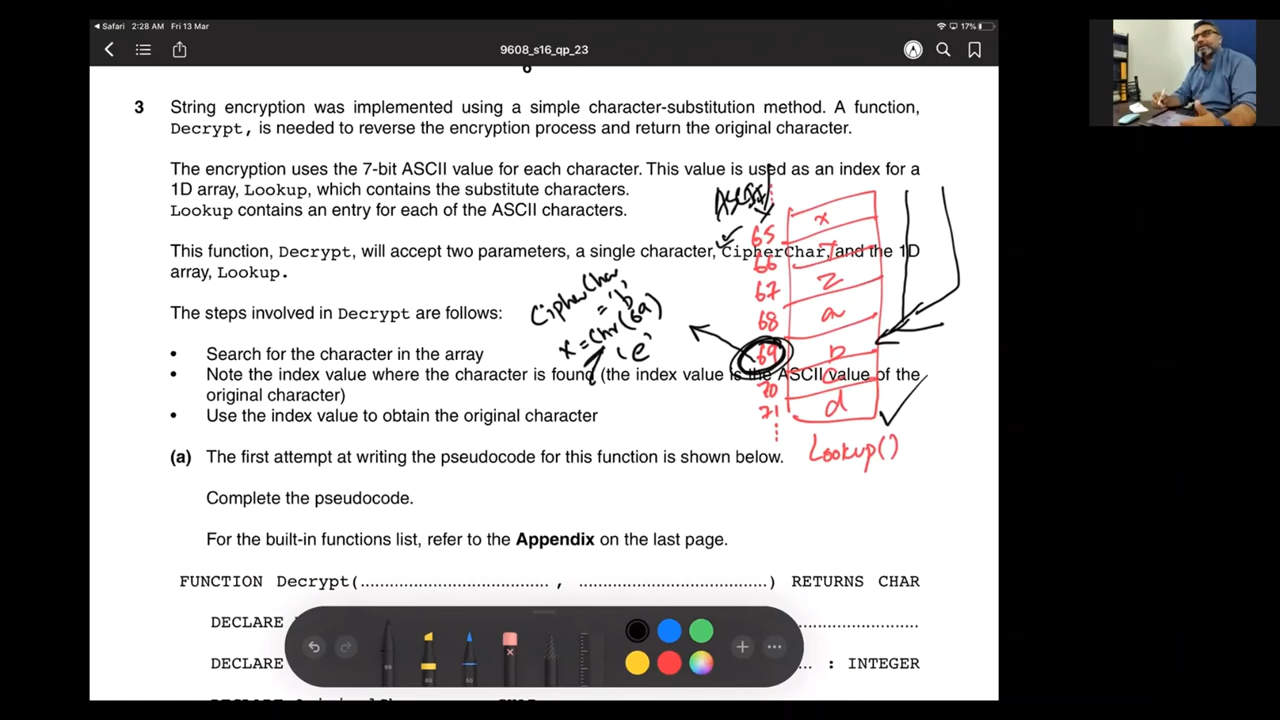 Safari 2:28 AM Fri 13 Mar 17%
9608_s16_qp_23
6
3 String encryption was implemented using a simple character-substitution method. A function,
Decrypt, is needed to reverse the encryption process and return the original character.
The encryption uses the 7-bit ASCII value for each character. This value is used as an index for a
1D array, Lookup, which contains the substitute characters.
Lookup contains an entry for each of the ASCII characters.
ASCII
x
65
This function, Decrypt, will accept two parameters, a single character, CipherChar, and the 1D
66 Y
array, Lookup.
67 Z
CipherChar
= 'b'
The steps involved in Decrypt are follows:
68 a
x = Chr(69)
'e'
• Search for the character in the array
69 b
• Note the index value where the character is found (the index value is the ASCII value of the
original character)
70 c
• Use the index value to obtain the original character
71 d
Lookup()
(a) The first attempt at writing the pseudocode for this function is shown below.
Complete the pseudocode.
For the built-in functions list, refer to the Appendix on the last page.
FUNCTION Decrypt(..................................... , .....................................) RETURNS CHAR
DECLARE
DECLARE : INTEGER